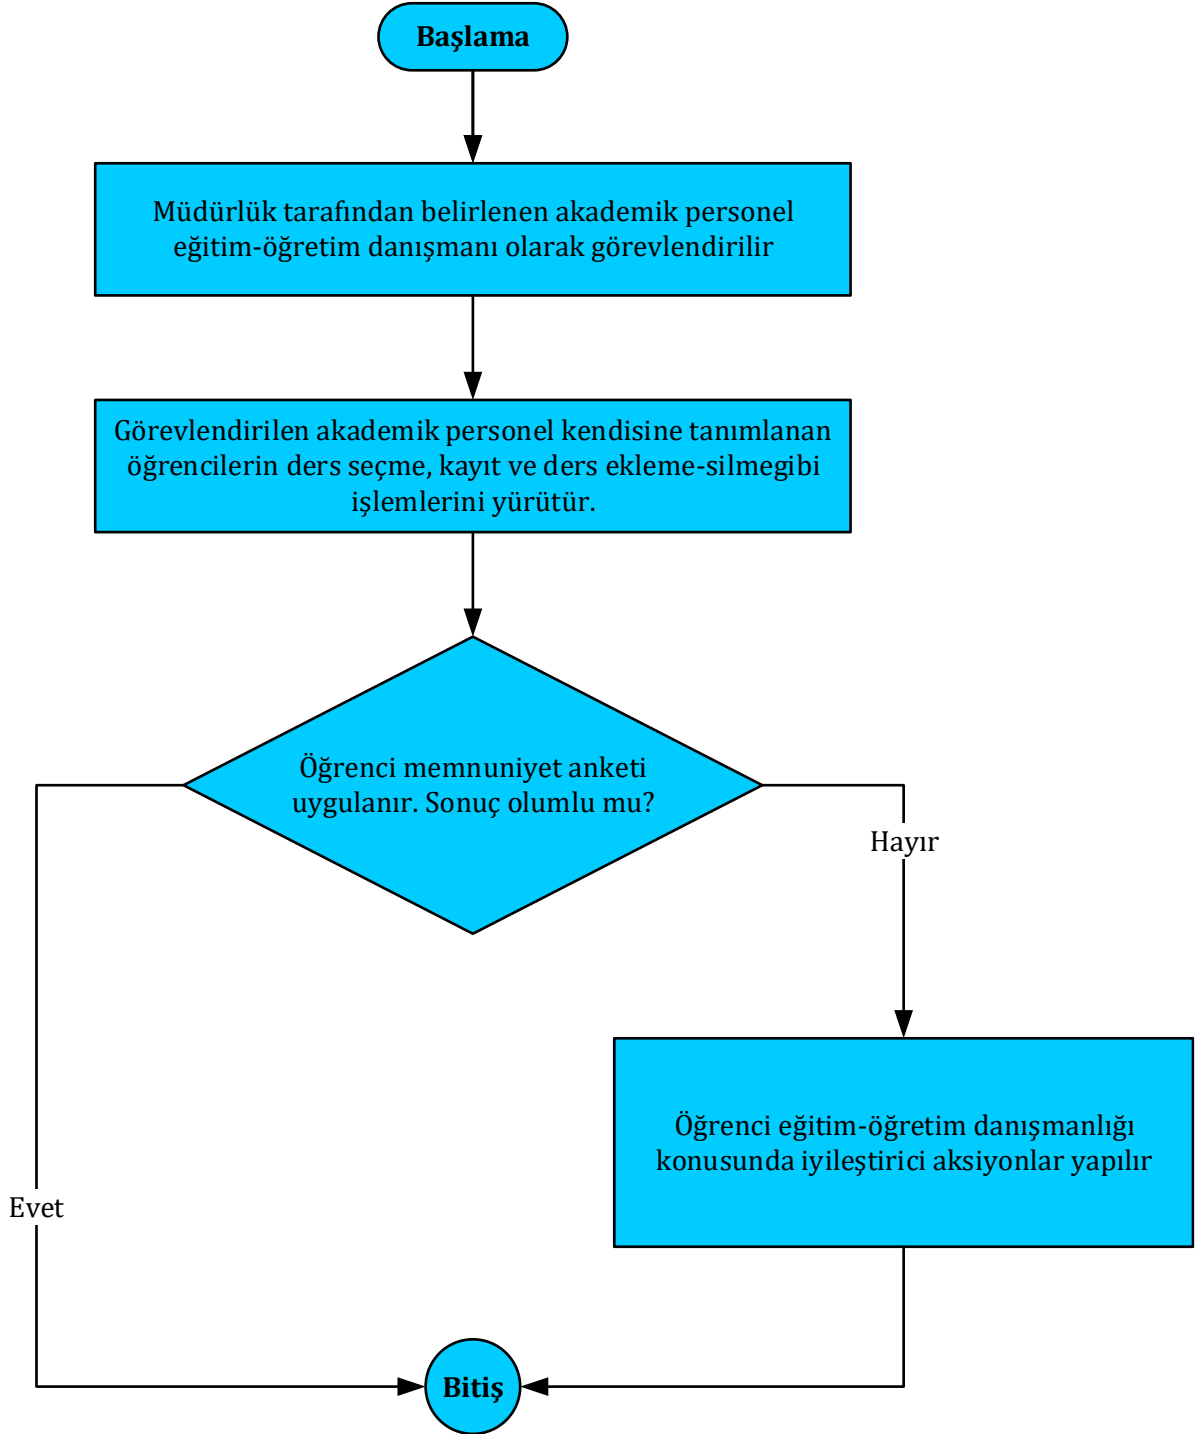 Başlama
Müdürlük tarafından belirlenen akademik personel
eğitim-öğretim danışmanı olarak görevlendirilir
Görevlendirilen akademik personel kendisine tanımlanan
öğrencilerin ders seçme, kayıt ve ders ekleme-silmegibi
işlemlerini yürütür.
Öğrenci memnuniyet anketi
uygulanır. Sonuç olumlu mu?
Hayır
Öğrenci eğitim-öğretim danışmanlığı
konusunda iyileştirici aksiyonlar yapılır
Evet
Bitiş